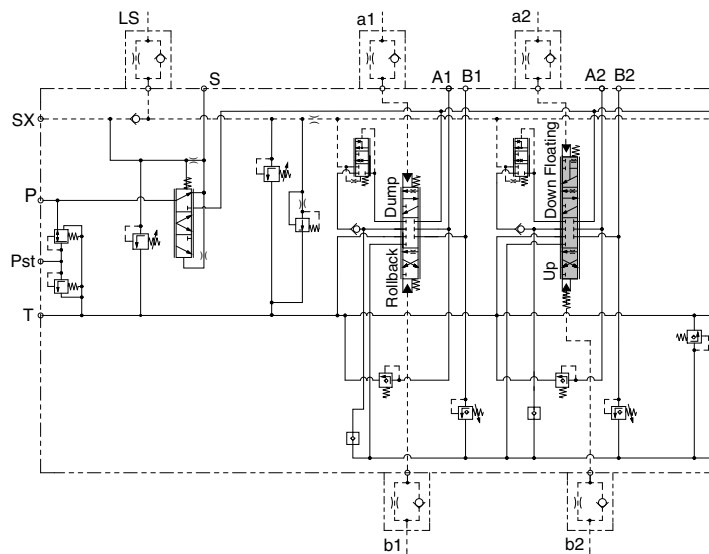 LS
a1
a2
S
A1
B1
A2
B2
SX
P
Pst
T
Dump
Rollback
Down Floating
Up
b1
b2